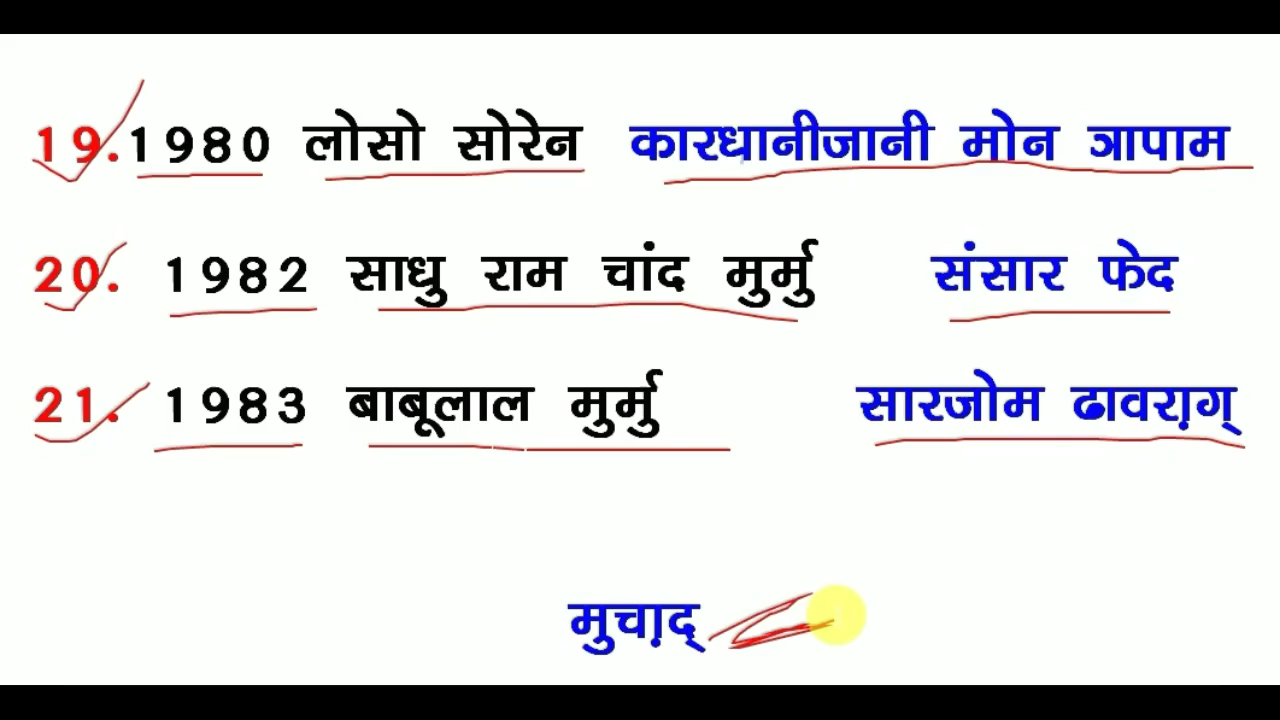 19. 1980 लोसो सोरेन कारधानीजानी मोन ञापाम
20. 1982 साधु राम चांद मुर्मु संसार फेद
21. 1983 बाबूलाल मुर्मु सारजोम ढावरा़ग्
मुचा़द्